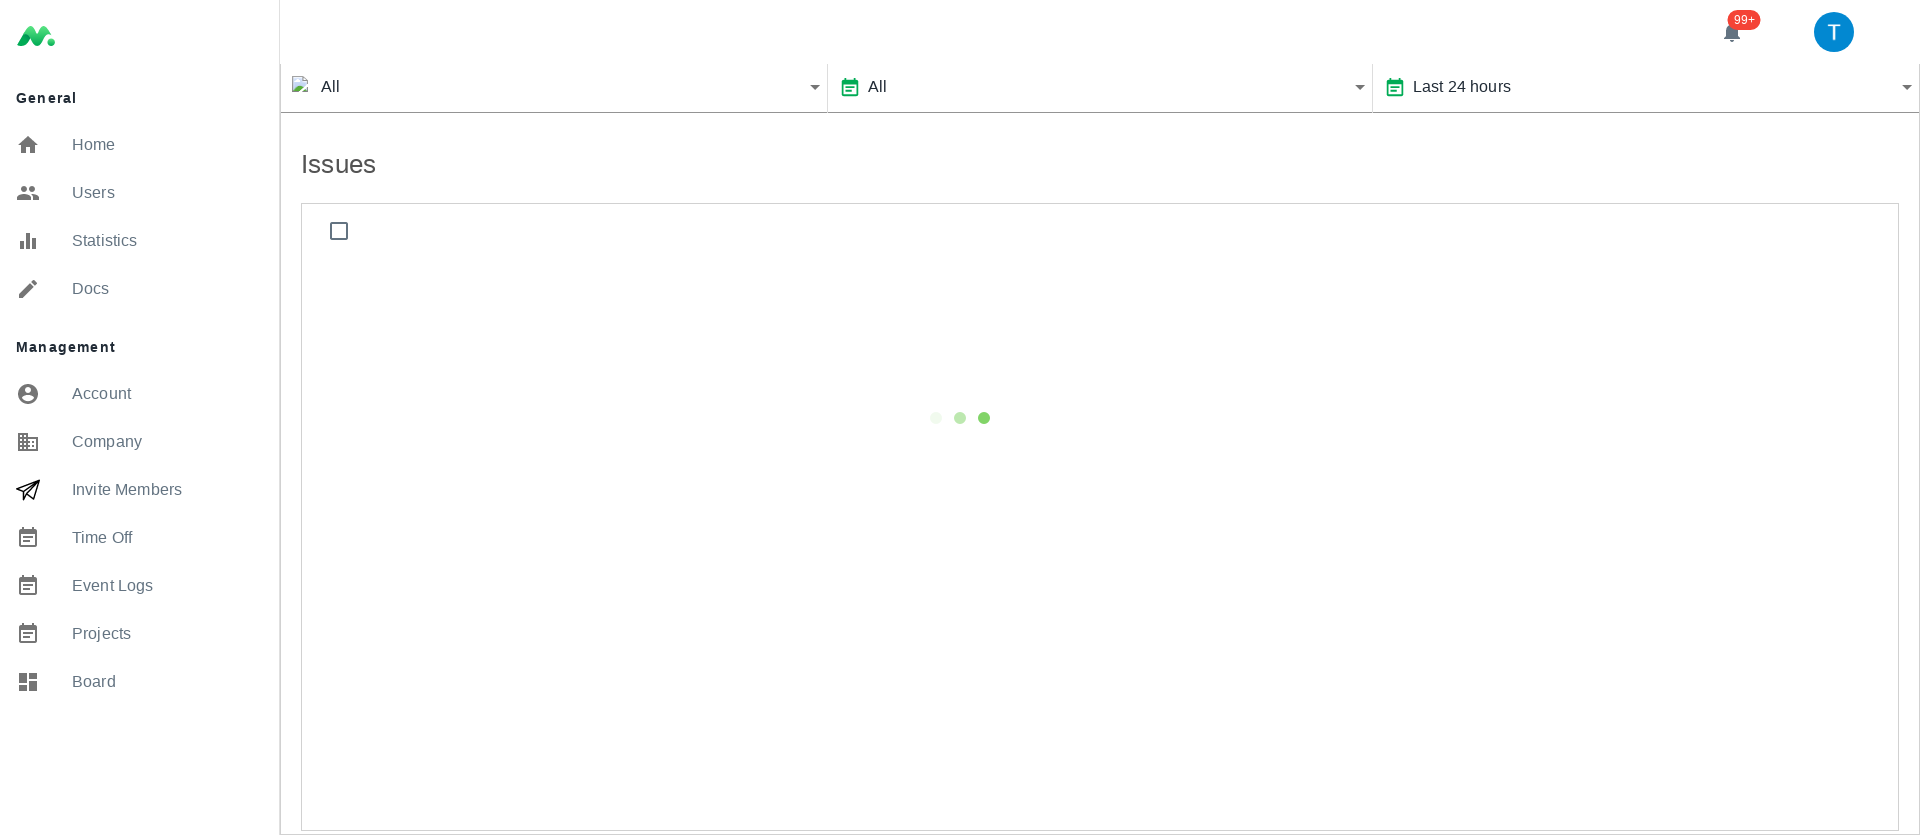 99+
T
General
Home
Users
Statistics
Docs
Management
Account
Company
Invite Members
Time Off
Event Logs
Projects
Board
All
All
Last 24 hours
Issues